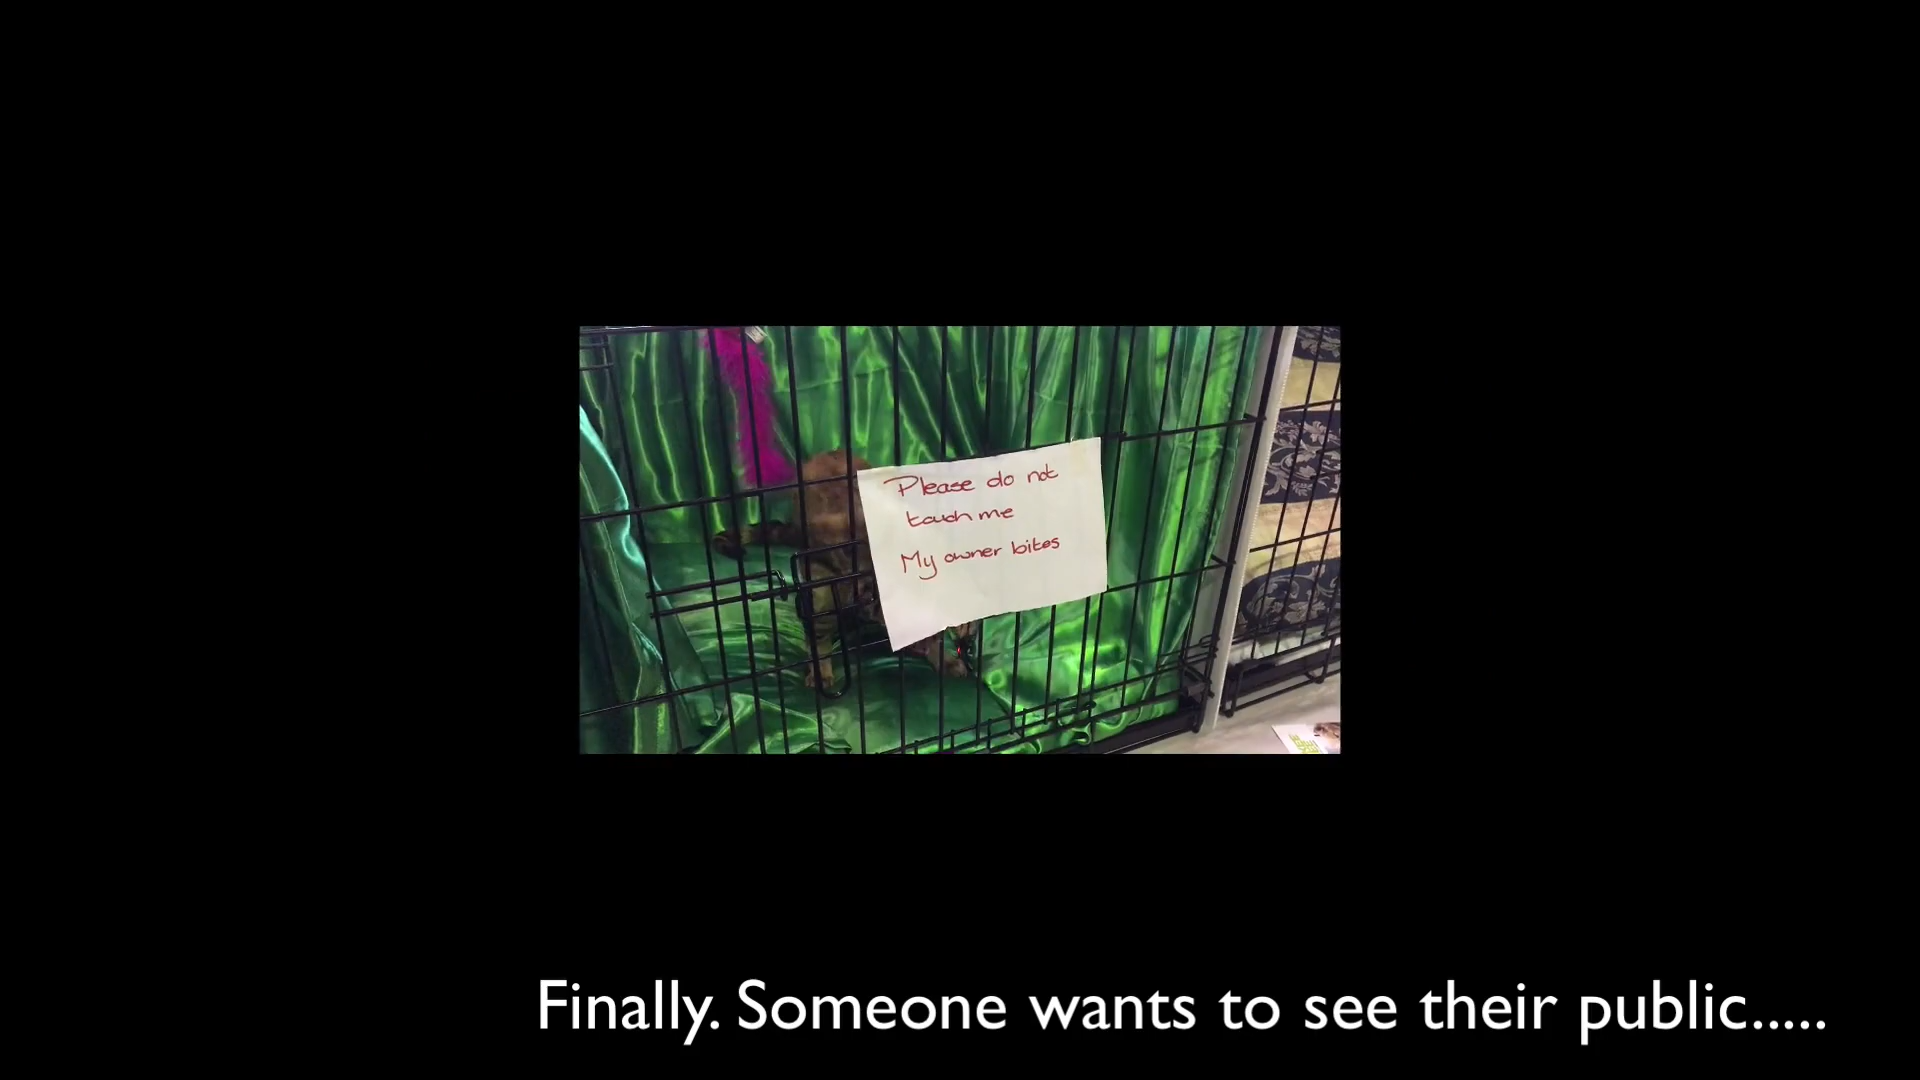 Please do not
touch me
My owner bites
Finally. Someone wants to see their public.....